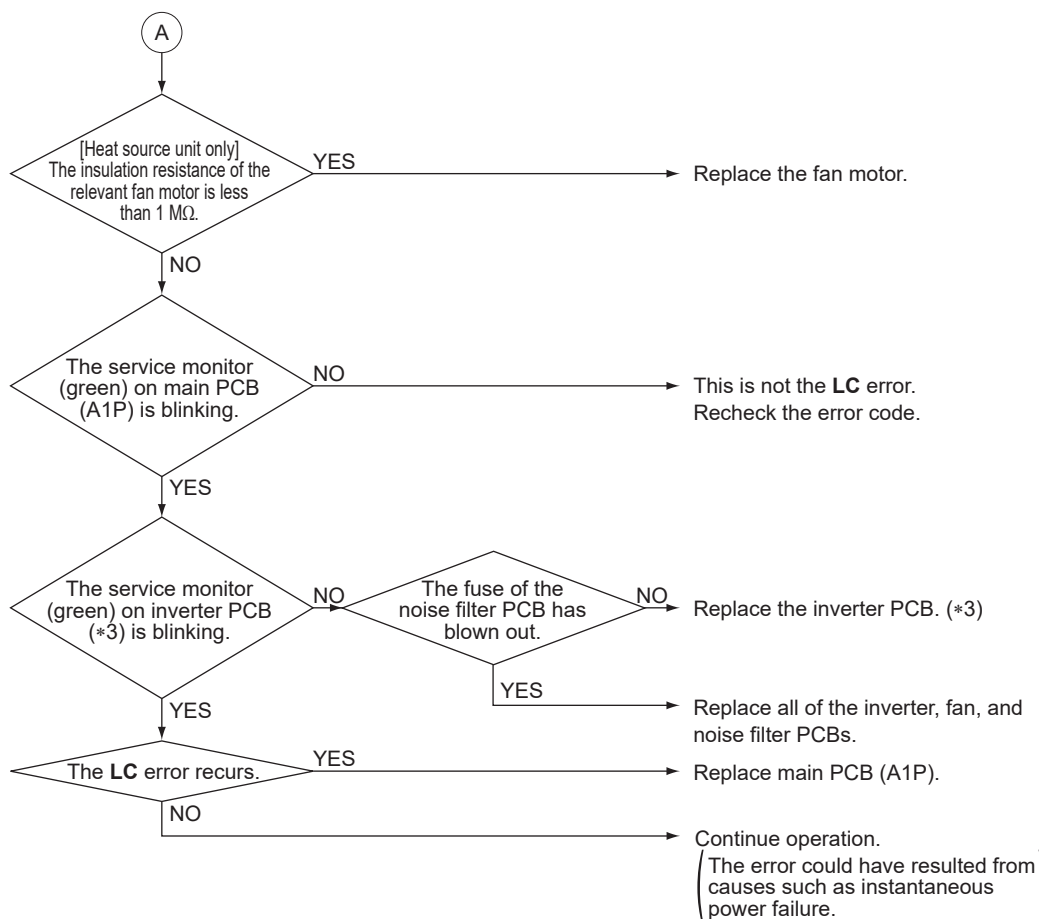 A
[Heat source unit only]
The insulation resistance of the
relevant fan motor is less
than 1 MΩ.
YES
Replace the fan motor.
NO
The service monitor
(green) on main PCB
(A1P) is blinking.
NO
This is not the LC error.
Recheck the error code.
YES
The service monitor
(green) on inverter PCB
(*3) is blinking.
NO
The fuse of the
noise filter PCB has
blown out.
NO
Replace the inverter PCB. (*3)
YES
Replace all of the inverter, fan, and
noise filter PCBs.
YES
The LC error recurs.
YES
Replace main PCB (A1P).
NO
Continue operation.
(The error could have resulted from
causes such as instantaneous
power failure.